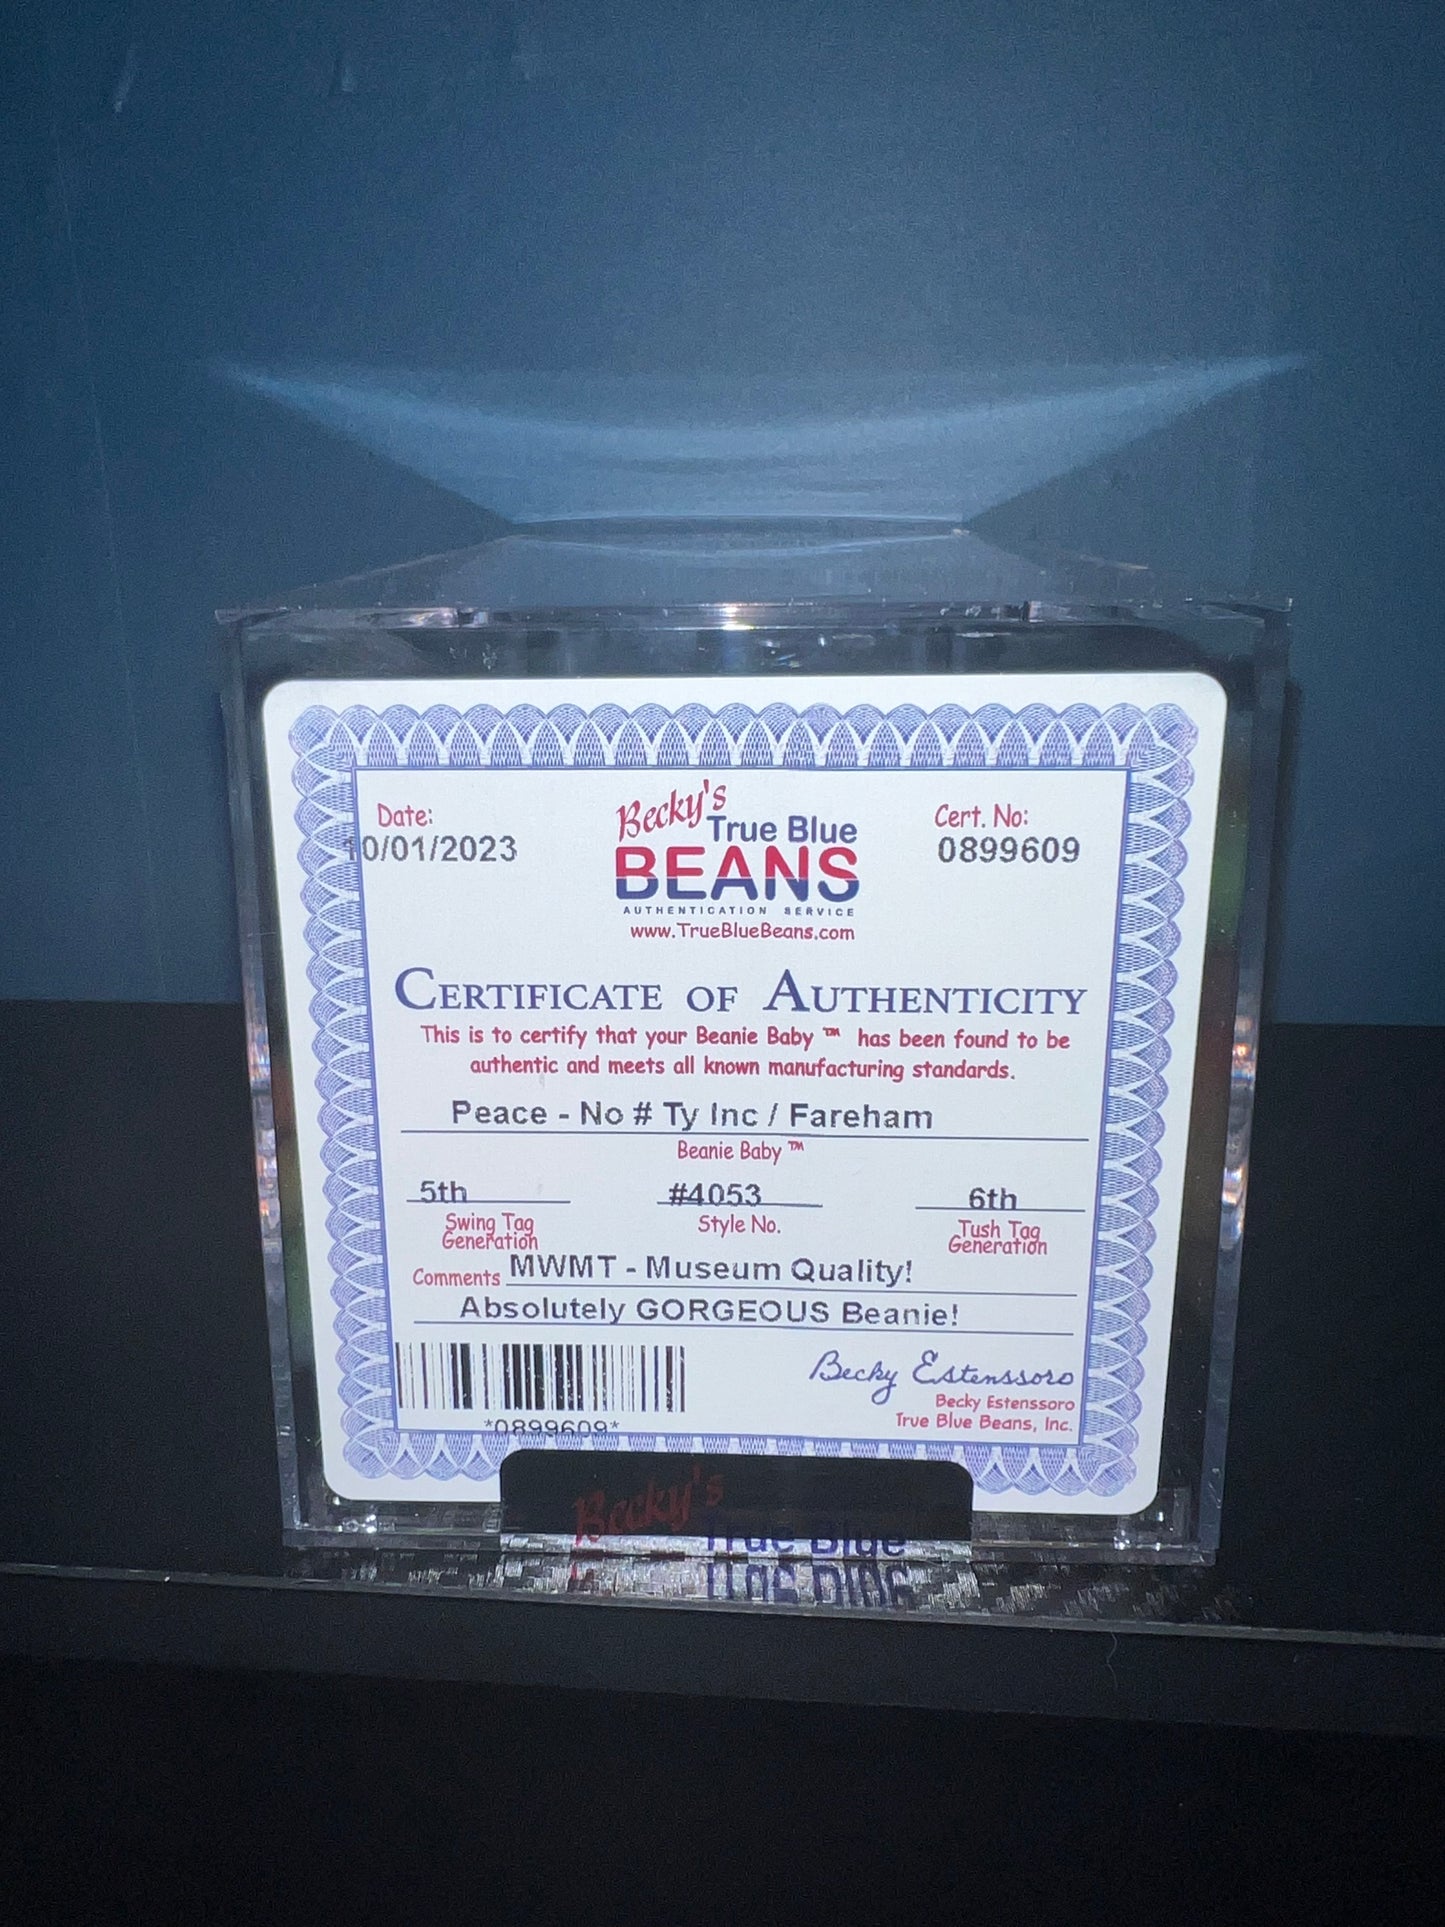 Date:
10/01/2023
Becky's
True Blue
BEANS
AUTHENTICATION SERVICE
www.TrueBlueBeans.com
Cert. No:
0899609
CERTIFICATE OF AUTHENTICITY
This is to certify that your Beanie Baby ™ has been found to be
authentic and meets all known manufacturing standards.
Peace - No # Ty Inc / Fareham
Beanie Baby ™
5th #4053 6th
Swing Tag Generation
Style No.
Tush Tag Generation
Comments MWMT - Museum Quality!
Absolutely GORGEOUS Beanie!
Becky Estenssoro
Becky Estenssoro
True Blue Beans, Inc.
*0899609*
Becky's
True Blue